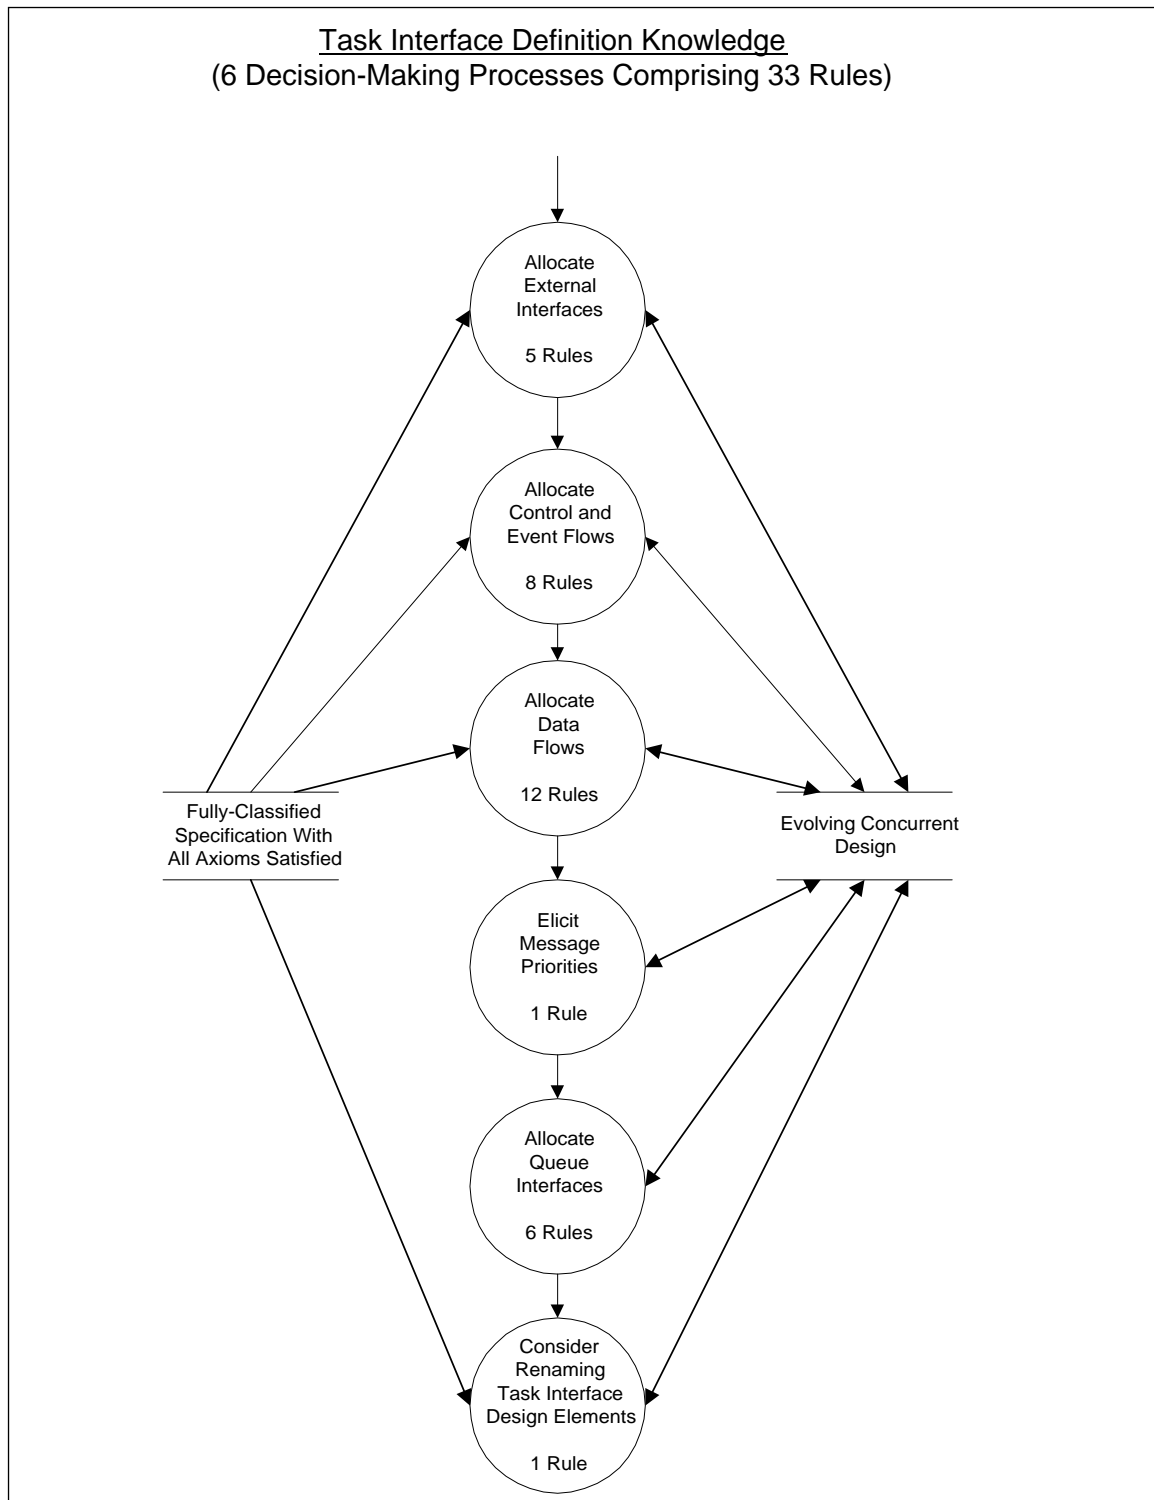 Task Interface Definition Knowledge
(6 Decision-Making Processes Comprising 33 Rules)
Allocate
External
Interfaces
5 Rules
Allocate
Control and
Event Flows
8 Rules
Allocate
Data
Flows
12 Rules
Fully-Classified
Specification With
All Axioms Satisfied
Evolving Concurrent
Design
Elicit
Message
Priorities
1 Rule
Allocate
Queue
Interfaces
6 Rules
Consider
Renaming
Task Interface
Design Elements
1 Rule